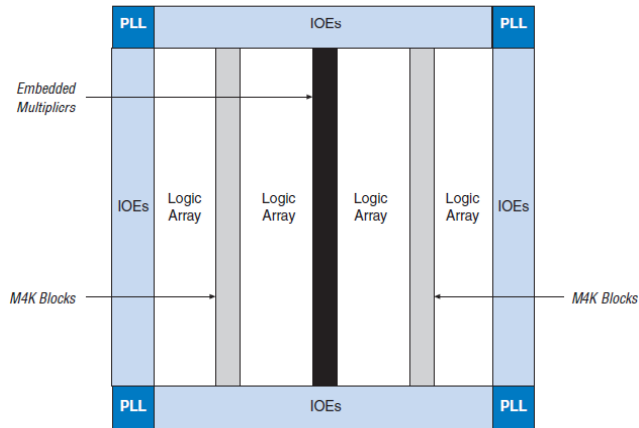 PLL
IOEs
PLL
Embedded
Multipliers
IOEs
Logic
Array
Logic
Array
Logic
Array
Logic
Array
IOEs
M4K Blocks
M4K Blocks
PLL
IOEs
PLL